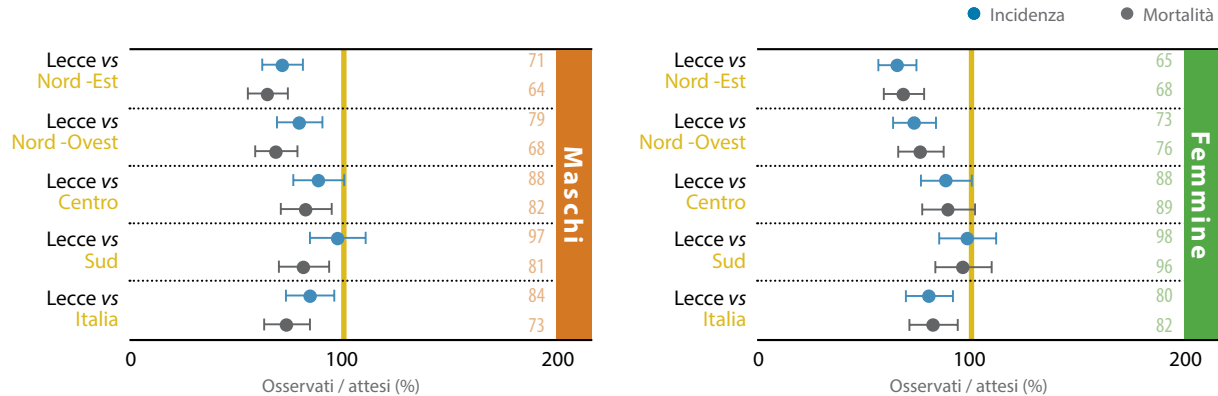 Incidenza Mortalità
Lecce vs
Nord -Est
71
64
Lecce vs
Nord -Ovest
79
68
Lecce vs
Centro
88
82
Lecce vs
Sud
97
81
Lecce vs
Italia
84
73
Maschi
0 100 200
Osservati / attesi (%)
Lecce vs
Nord -Est
65
68
Lecce vs
Nord -Ovest
73
76
Lecce vs
Centro
88
89
Lecce vs
Sud
98
96
Lecce vs
Italia
80
82
Femmine
0 100 200
Osservati / attesi (%)